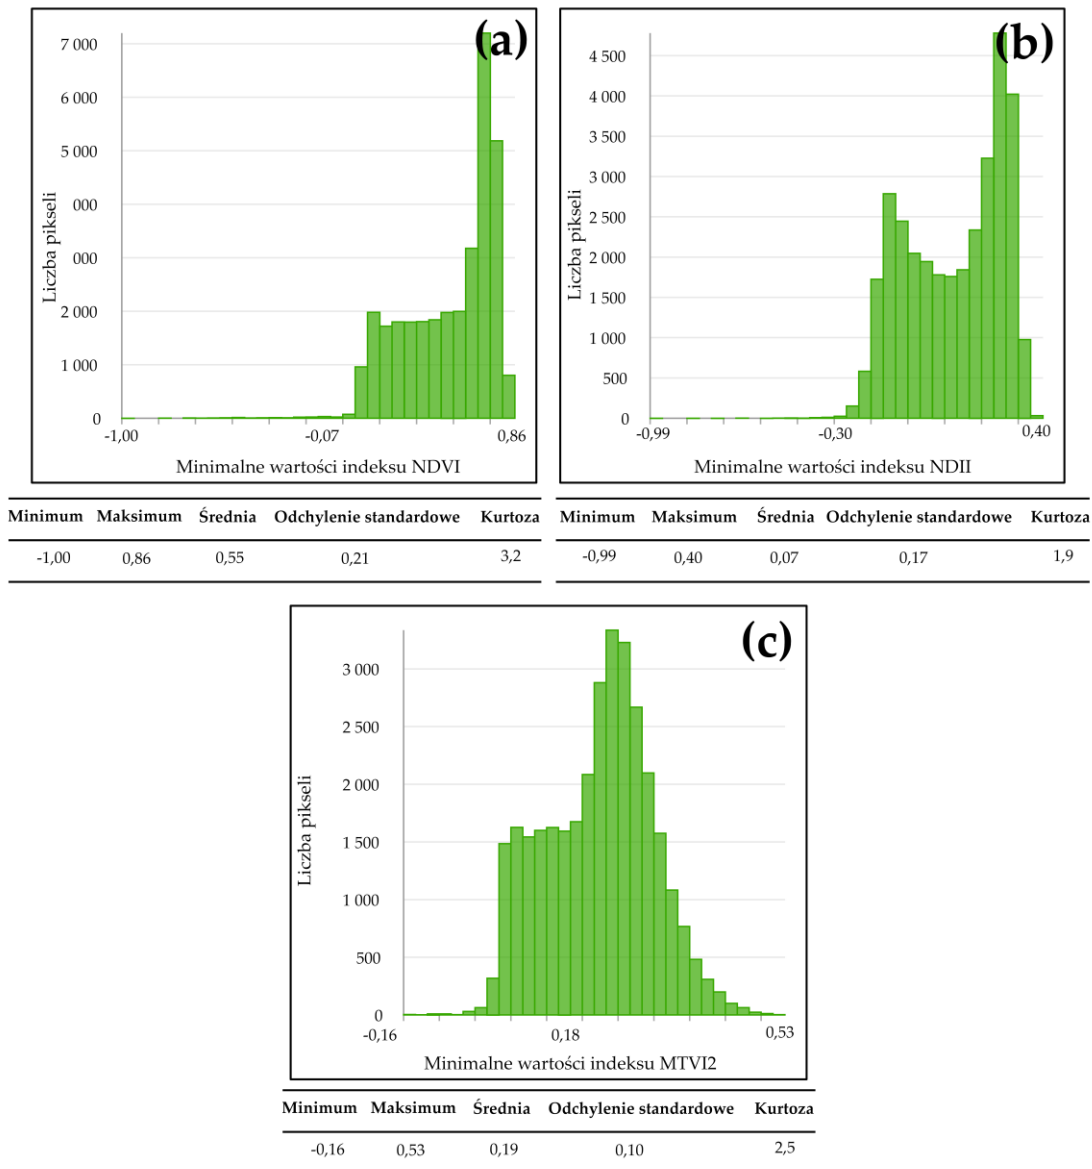 (a)
7 000
6 000
5 000
000
000
2 000
1 000
0
Liczba pikseli
-1,00 -0,07 0,86
Minimalne wartości indeksu NDVI
Minimum Maksimum Średnia Odchylenie standardowe Kurtoza
-1,00 0,86 0,55 0,21 3,2
(b)
4 500
4 000
3 500
3 000
2 500
2 000
1 500
1 000
500
0
Liczba pikseli
-0,99 -0,30 0,40
Minimalne wartości indeksu NDII
Minimum Maksimum Średnia Odchylenie standardowe Kurtoza
-0,99 0,40 0,07 0,17 1,9
(c)
3 000
2 500
2 000
1 500
1 000
500
0
Liczba pikseli
-0,16 0,18 0,53
Minimalne wartości indeksu MTVI2
Minimum Maksimum Średnia Odchylenie standardowe Kurtoza
-0,16 0,53 0,19 0,10 2,5